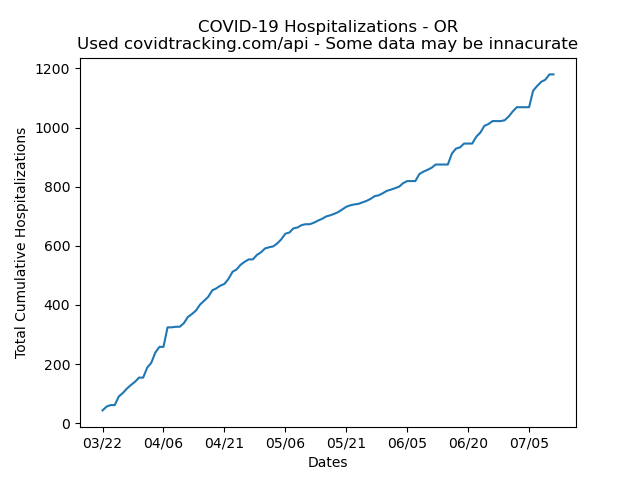 COVID-19 Hospitalizations - OR
Used covidtracking.com/api - Some data may be innacurate
Total Cumulative Hospitalizations
1200
1000
800
600
400
200
0
03/22 04/06 04/21 05/06 05/21 06/05 06/20 07/05
Dates